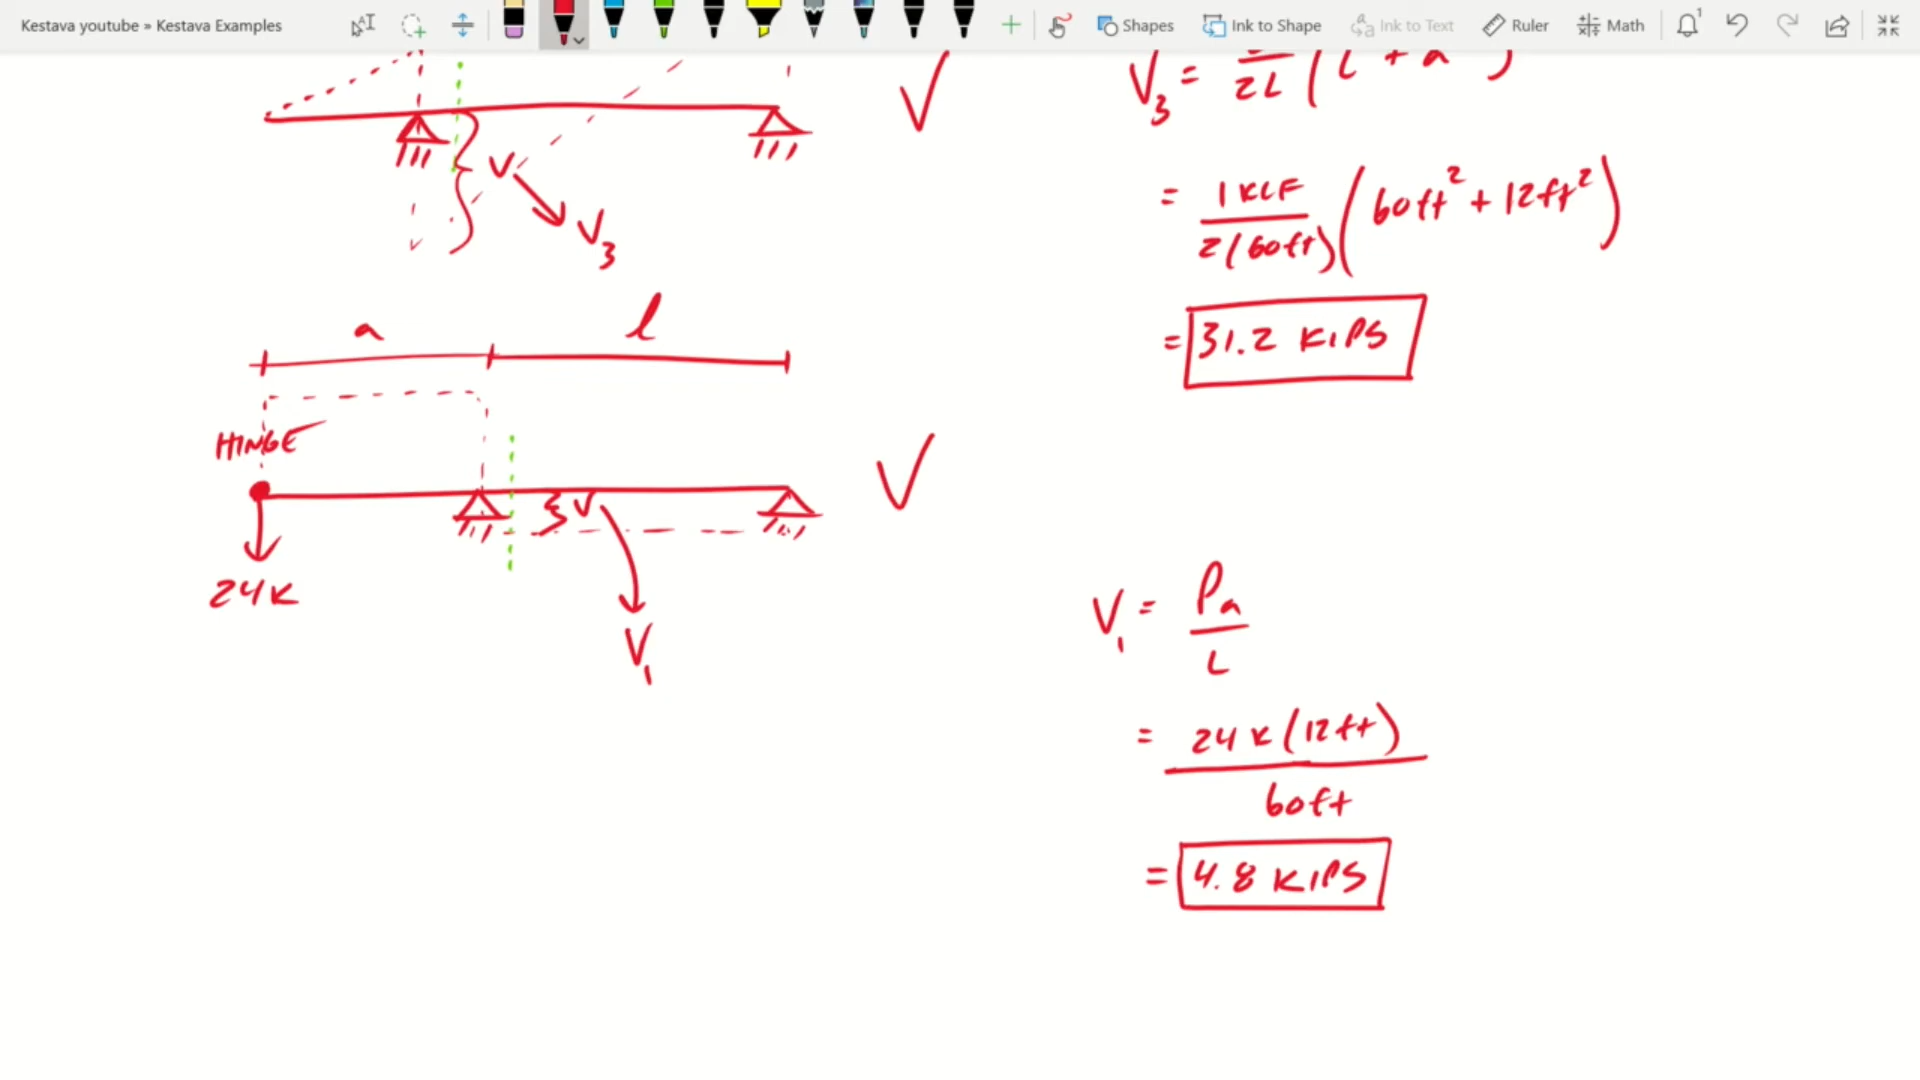 Kestava youtube » Kestava Examples
Shapes
Ink to Shape
Ink to Text
Ruler
Math
1
V3 = /2L (L + a )
V
V
V3
= 1 KLF/2(60ft) (60ft² + 12ft²)
= 31.2 KIPS
a
l
HINGE
V
V
24K
V1
V1 = Pa/L
= 24K(12ft)/60ft
= 4.8 KIPS